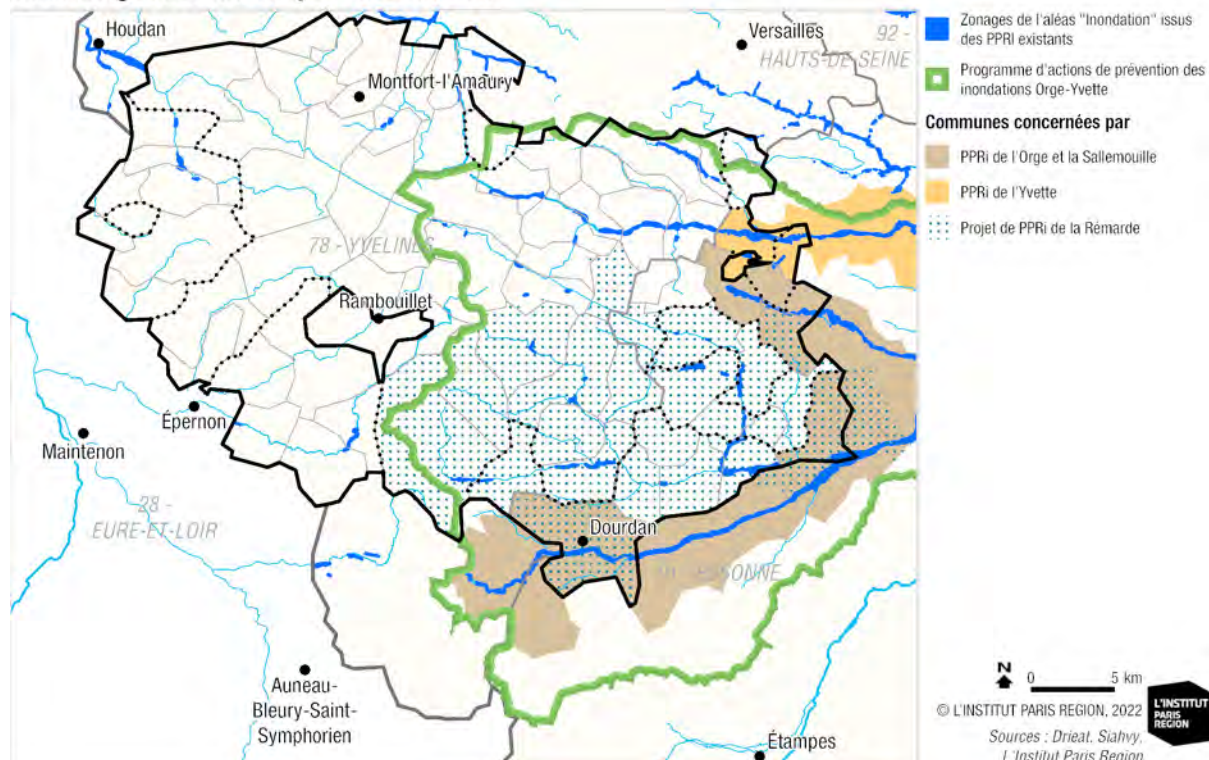 Houdan
Versailles
92 -
HAUTS-DE-SEINE
Montfort-l'Amaury
78 - YVELINES
Rambouillet
Épernon
Maintenon
28 -
EURE-ET-LOIR
Dourdan
Auneau-
Bleury-Saint-
Symphorien
Étampes
Zonages de l'aléas "Inondation" issus
des PPRI existants
Programme d'actions de prévention des
inondations Orge-Yvette
Communes concernées par
PPRi de l'Orge et la Sallemouille
PPRi de l'Yvette
Projet de PPRi de la Rémarde
N
0 5 km
© L'INSTITUT PARIS REGION, 2022
Sources : Drieat, Siahvy,
L'Institut Paris Region
L'INSTITUT
PARIS
REGION